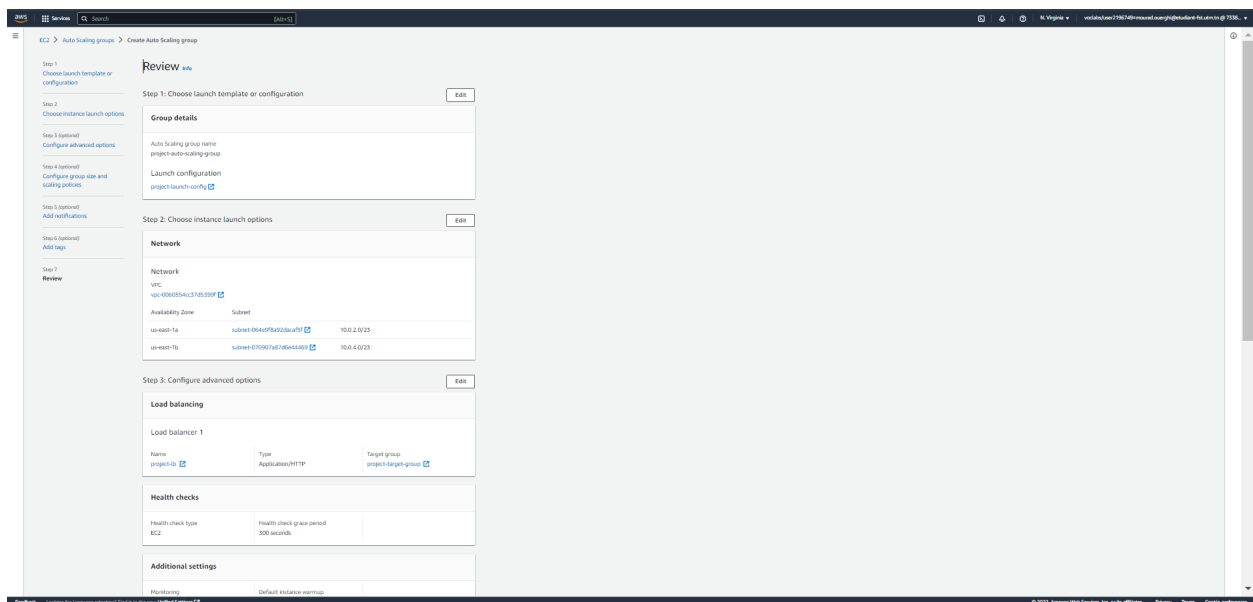 aws
Services
Search
[Alt+S]
N. Virginia
EC2 > Auto Scaling groups > Create Auto Scaling group
Step 1
Choose launch template or
configuration
Step 2
Choose instance launch options
Step 3 (optional)
Configure advanced options
Step 4 (optional)
Configure group size and
scaling policies
Step 5 (optional)
Add notifications
Step 6 (optional)
Add tags
Step 7
Review
Review Info
Step 1: Choose launch template or configuration
Edit
Group details
Auto Scaling group name
project-auto-scaling-group
Launch configuration
project-launch-config
Step 2: Choose instance launch options
Edit
Network
Network
VPC
vpc-0060554cc37d5399f
Availability Zone Subnet
us-east-1a subnet-064e9f8a92dacaf5f 10.0.2.0/23
us-east-1b subnet-070907a87d6e44469 10.0.4.0/23
Step 3: Configure advanced options
Edit
Load balancing
Load balancer 1
Name Type Target group
project-lb Application/HTTP project-target-group
Health checks
Health check type Health check grace period
EC2 300 seconds
Additional settings
Monitoring Default instance warmup